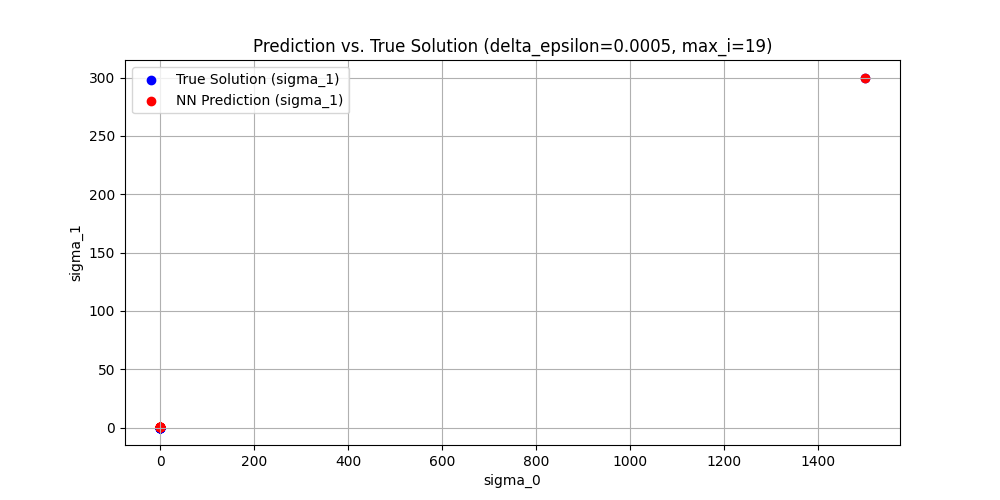 Prediction vs. True Solution (delta_epsilon=0.0005, max_i=19)
True Solution (sigma_1)
NN Prediction (sigma_1)
300
250
200
150
100
50
0
sigma_1
0 200 400 600 800 1000 1200 1400
sigma_0